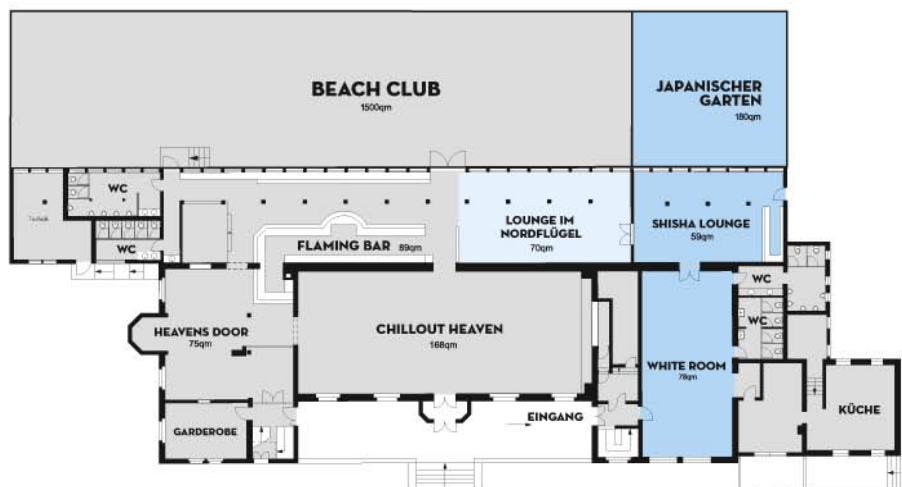 BEACH CLUB
1500qm
JAPANISCHER
GARTEN
180qm
WC
Technik
WC
FLAMING BAR 89qm
LOUNGE IM
NORDFLÜGEL
70qm
SHISHA LOUNGE
59qm
HEAVENS DOOR
75qm
CHILLOUT HEAVEN
168qm
WC
WC
WHITE ROOM
78qm
GARDEROBE
EINGANG
KÜCHE